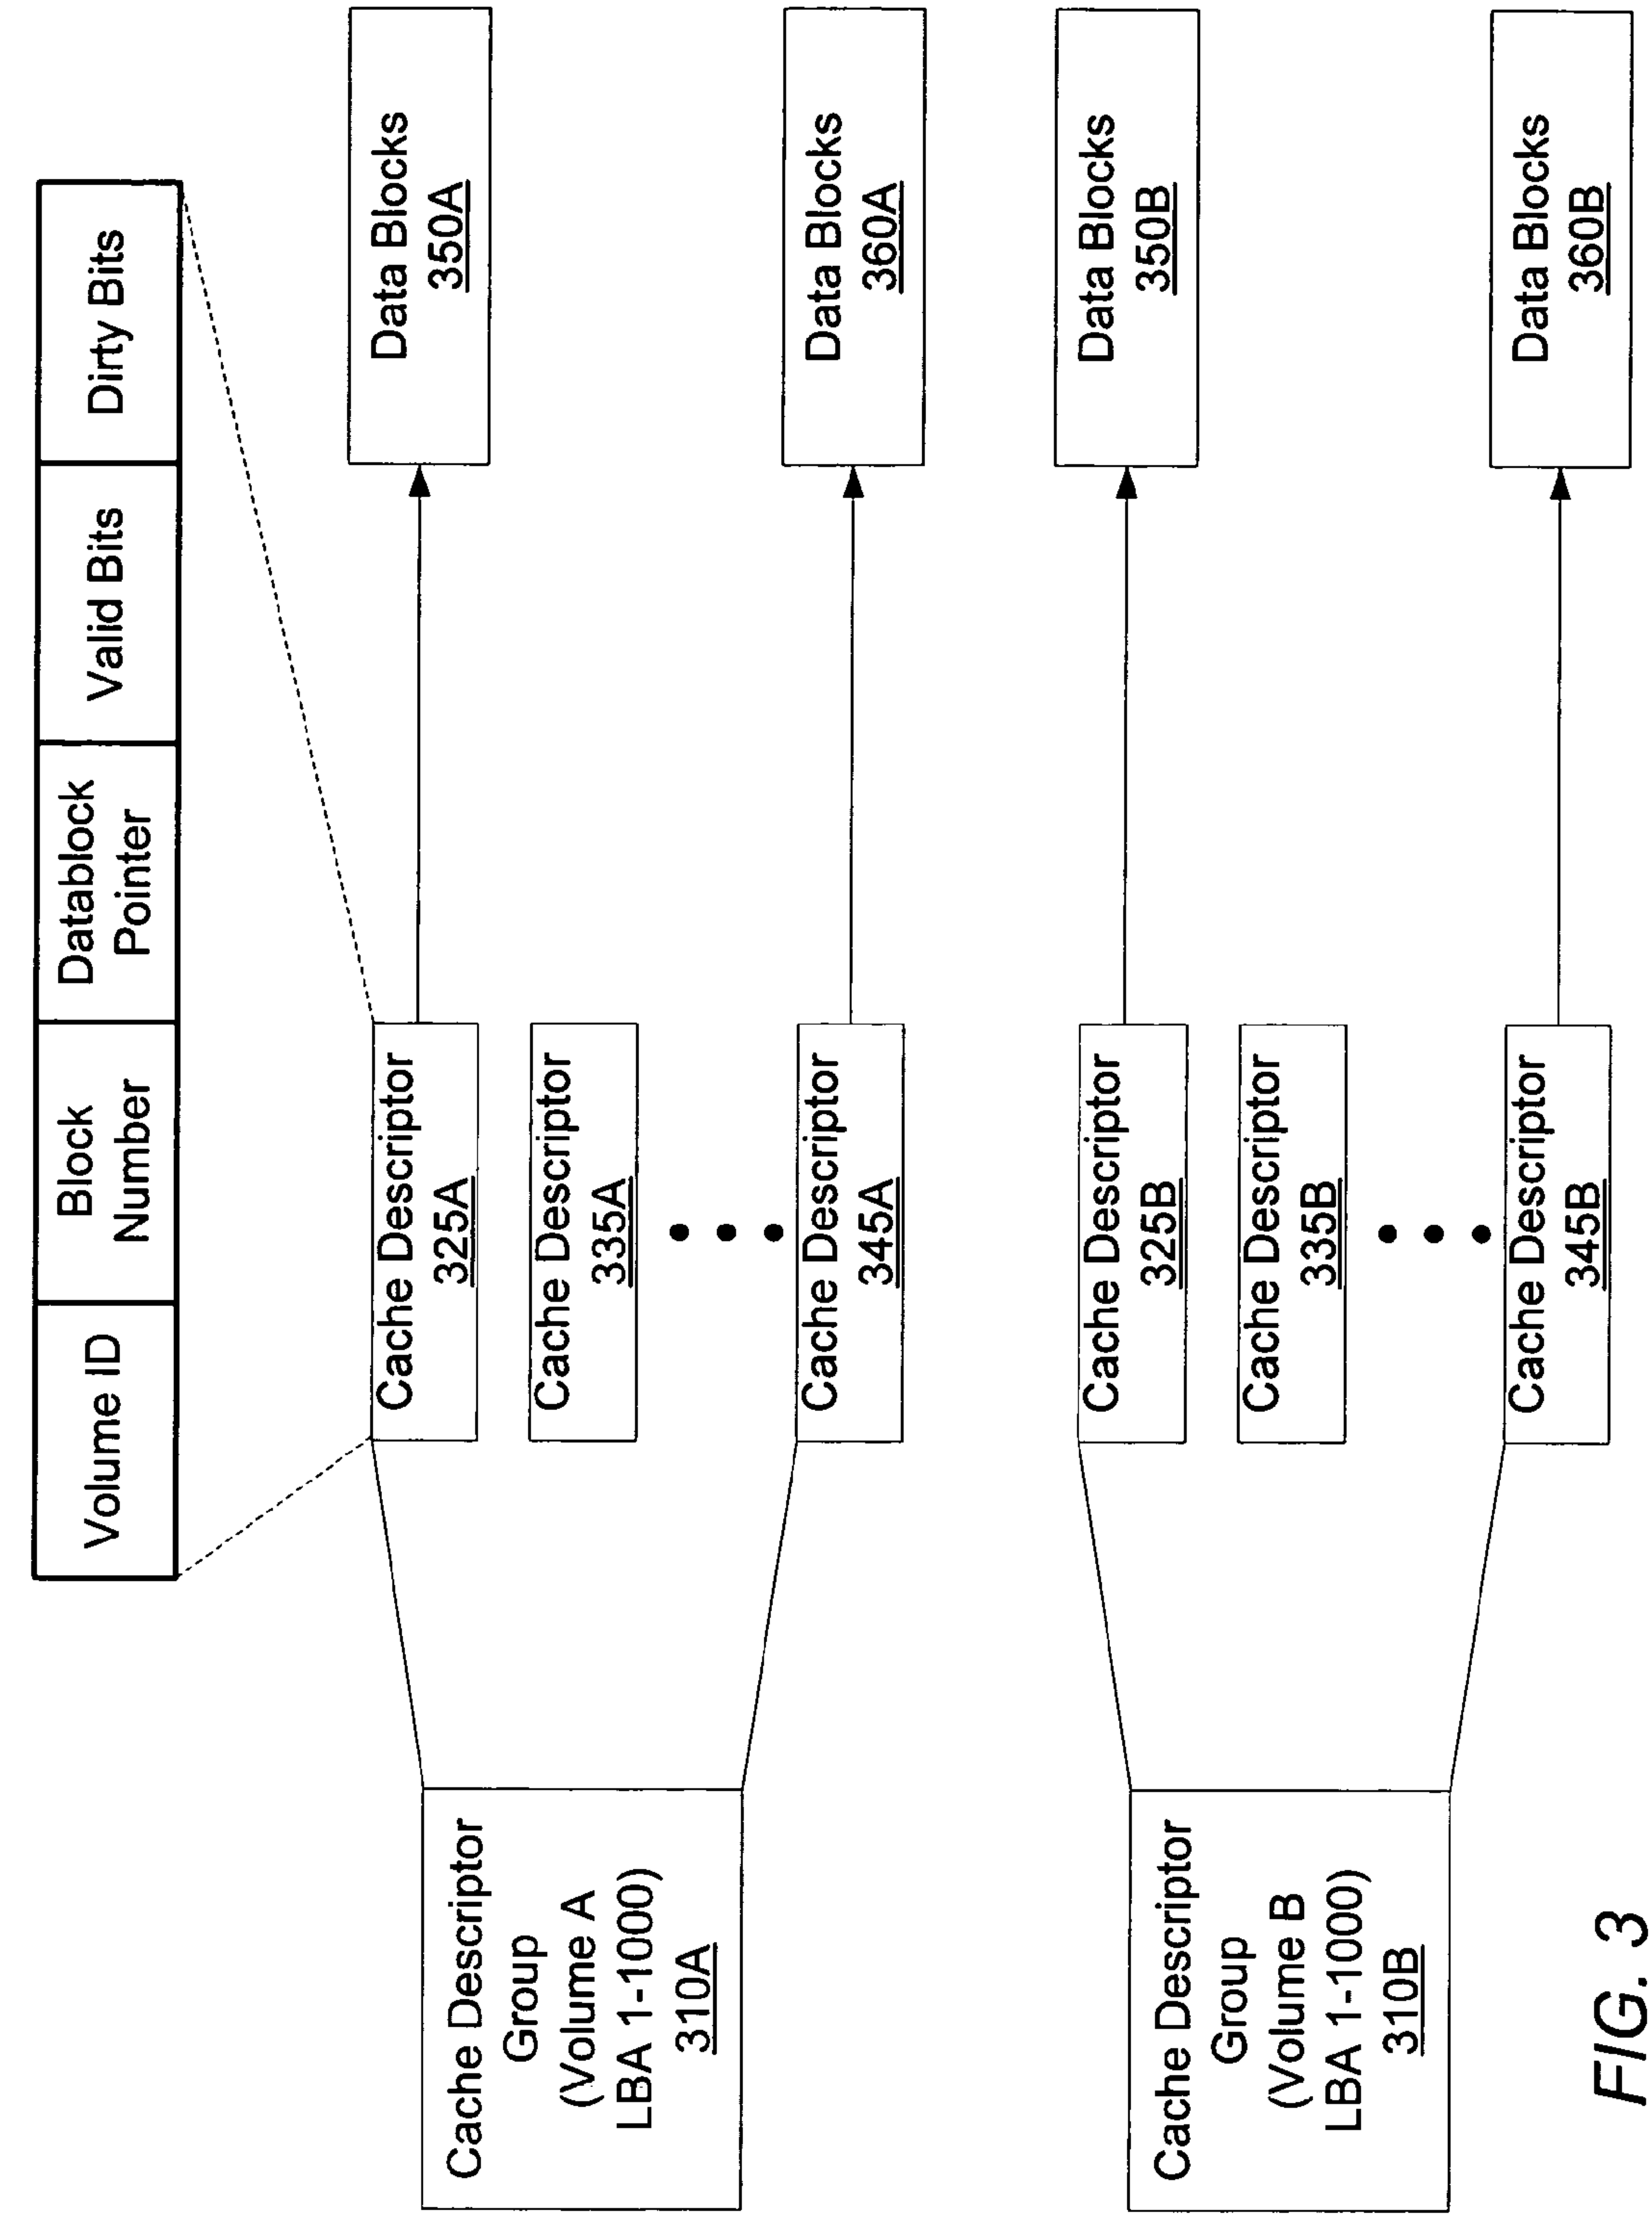 Volume ID
Block
Number
Datablock
Pointer
Valid Bits
Dirty Bits
Cache Descriptor
Group
(Volume A
LBA 1-1000)
310A
Cache Descriptor
325A
Data Blocks
350A
Cache Descriptor
335A
Cache Descriptor
345A
Data Blocks
360A
Cache Descriptor
Group
(Volume B
LBA 1-1000)
310B
Cache Descriptor
325B
Data Blocks
350B
Cache Descriptor
335B
Cache Descriptor
345B
Data Blocks
360B
FIG. 3